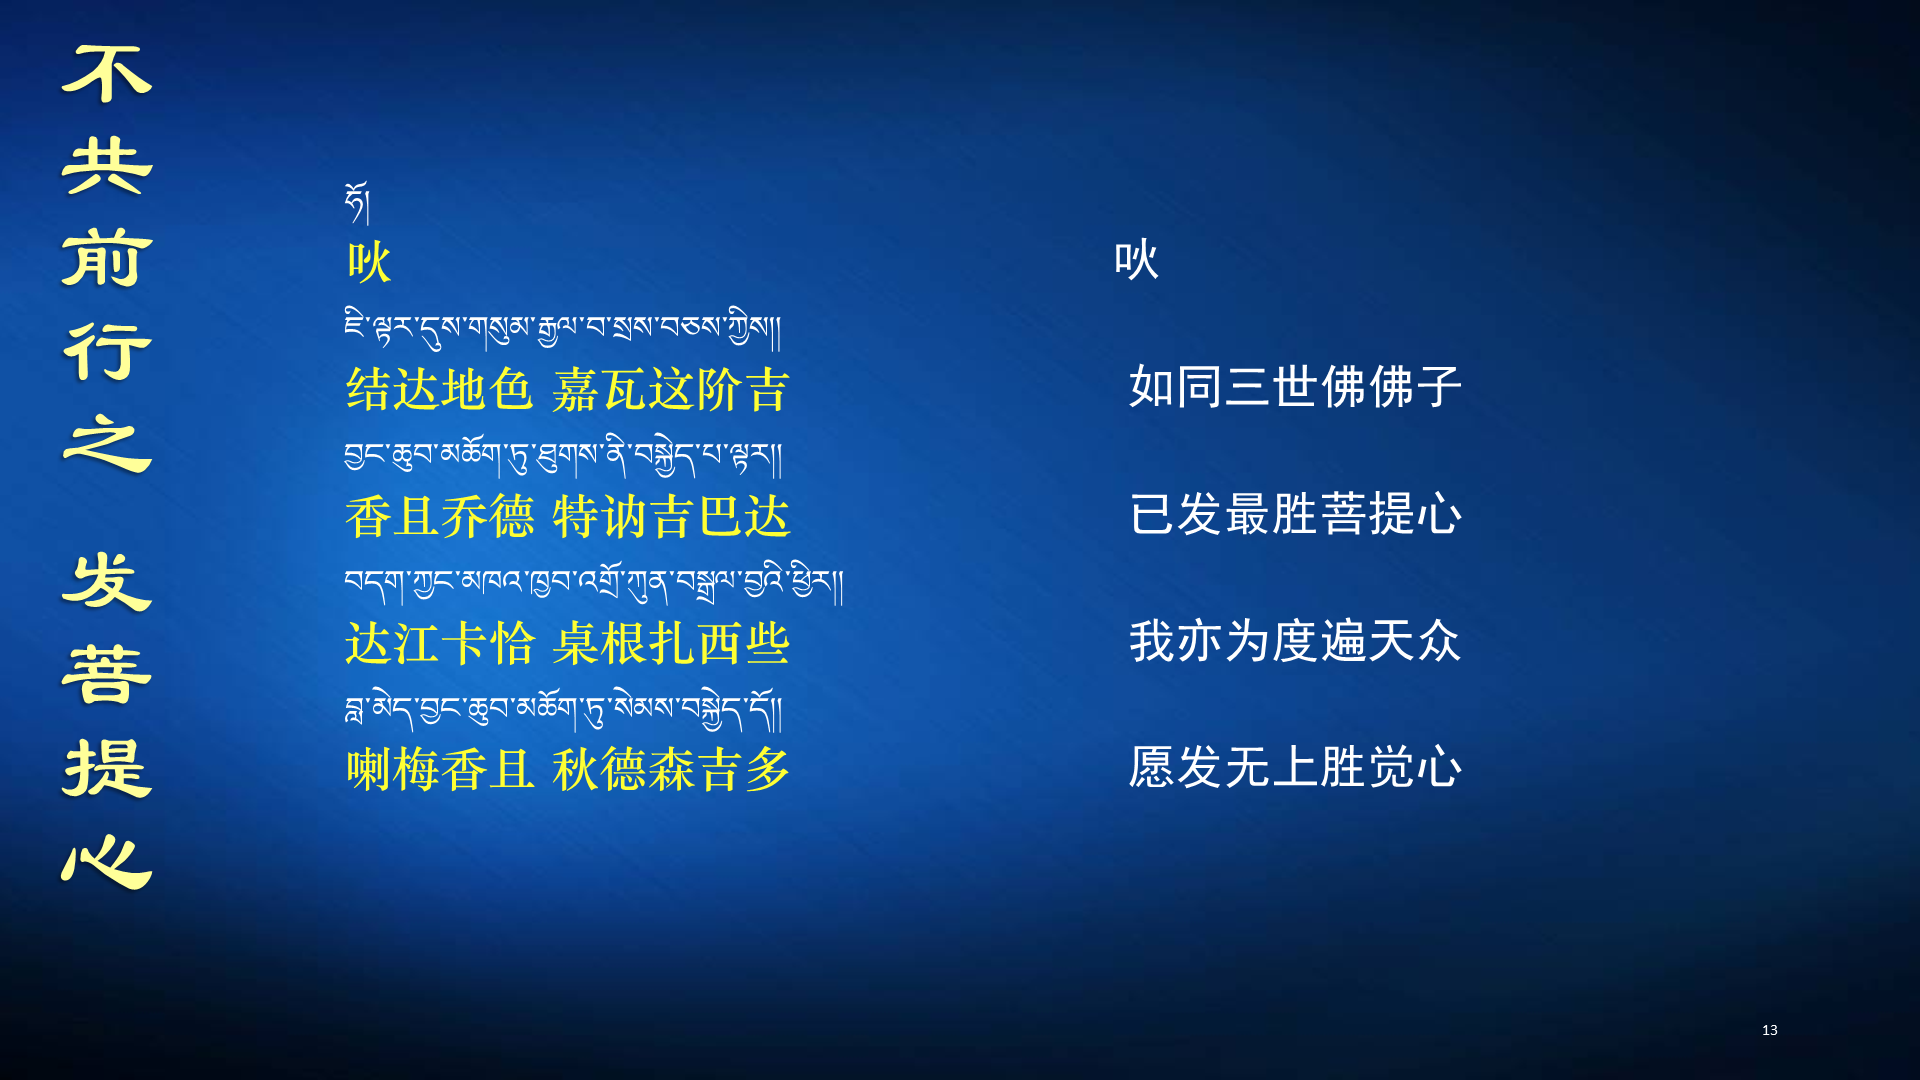 不共前行之 发菩提心
ཧོ།
吙
吙
ཇི་ལྟར་དུས་གསུམ་རྒྱལ་བ་སྲས་བཅས་ཀྱིས།།
结达地色 嘉瓦这阶吉
如同三世佛佛子
བྱང་ཆུབ་མཆོག་ཏུ་ཐུགས་ནི་བསྐྱེད་པ་ལྟར།།
香且乔德 特讷吉巴达
已发最胜菩提心
བདག་ཀྱང་མཁའ་ཁྱབ་འགྲོ་ཀུན་བསྒྲལ་བྱའི་ཕྱིར།།
达江卡恰 桌根扎西些
我亦为度遍天众
བླ་མེད་བྱང་ཆུབ་མཆོག་ཏུ་སེམས་བསྐྱེད་དོ།།
喇梅香且 秋德森吉多
愿发无上胜觉心
13